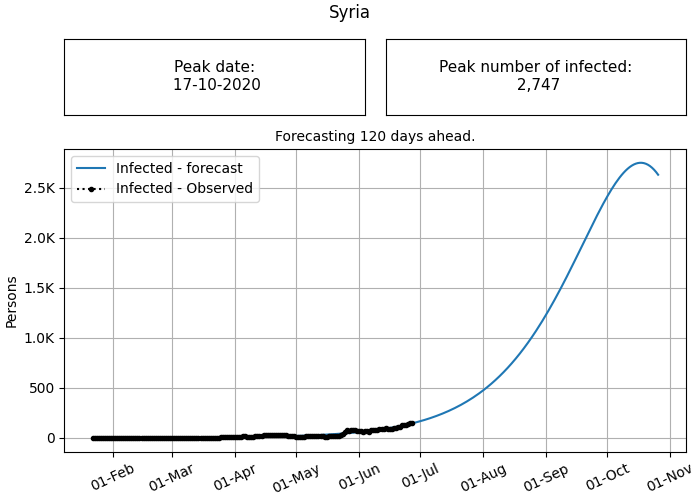 Syria
Peak date:
17-10-2020
Peak number of infected:
2,747
Forecasting 120 days ahead.
Infected - forecast
Infected - Observed
Persons
2.5K
2.0K
1.5K
1.0K
500
0
01-Feb
01-Mar
01-Apr
01-May
01-Jun
01-Jul
01-Aug
01-Sep
01-Oct
01-Nov